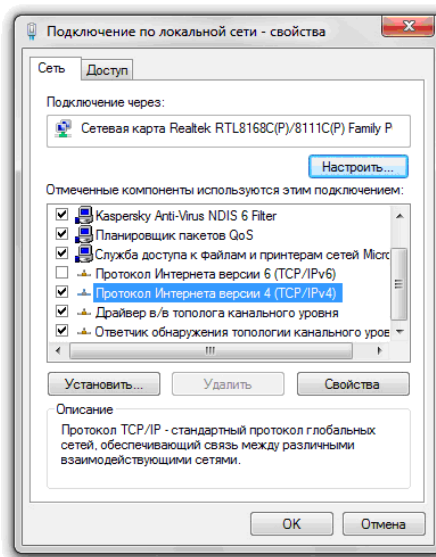 Подключение по локальной сети - свойства
Сеть
Доступ
Подключение через:
Сетевая карта Realtek RTL8168C(P)/8111C(P) Family P
Настроить...
Отмеченные компоненты используются этим подключением:
Kaspersky Anti-Virus NDIS 6 Filter
Планировщик пакетов QoS
Служба доступа к файлам и принтерам сетей Micro
Протокол Интернета версии 6 (TCP/IPv6)
Протокол Интернета версии 4 (TCP/IPv4)
Драйвер в/в тополога канального уровня
Ответчик обнаружения топологии канального уров
Установить...
Удалить
Свойства
Описание
Протокол TCP/IP - стандартный протокол глобальных
сетей, обеспечивающий связь между различными
взаимодействующими сетями.
OK
Отмена